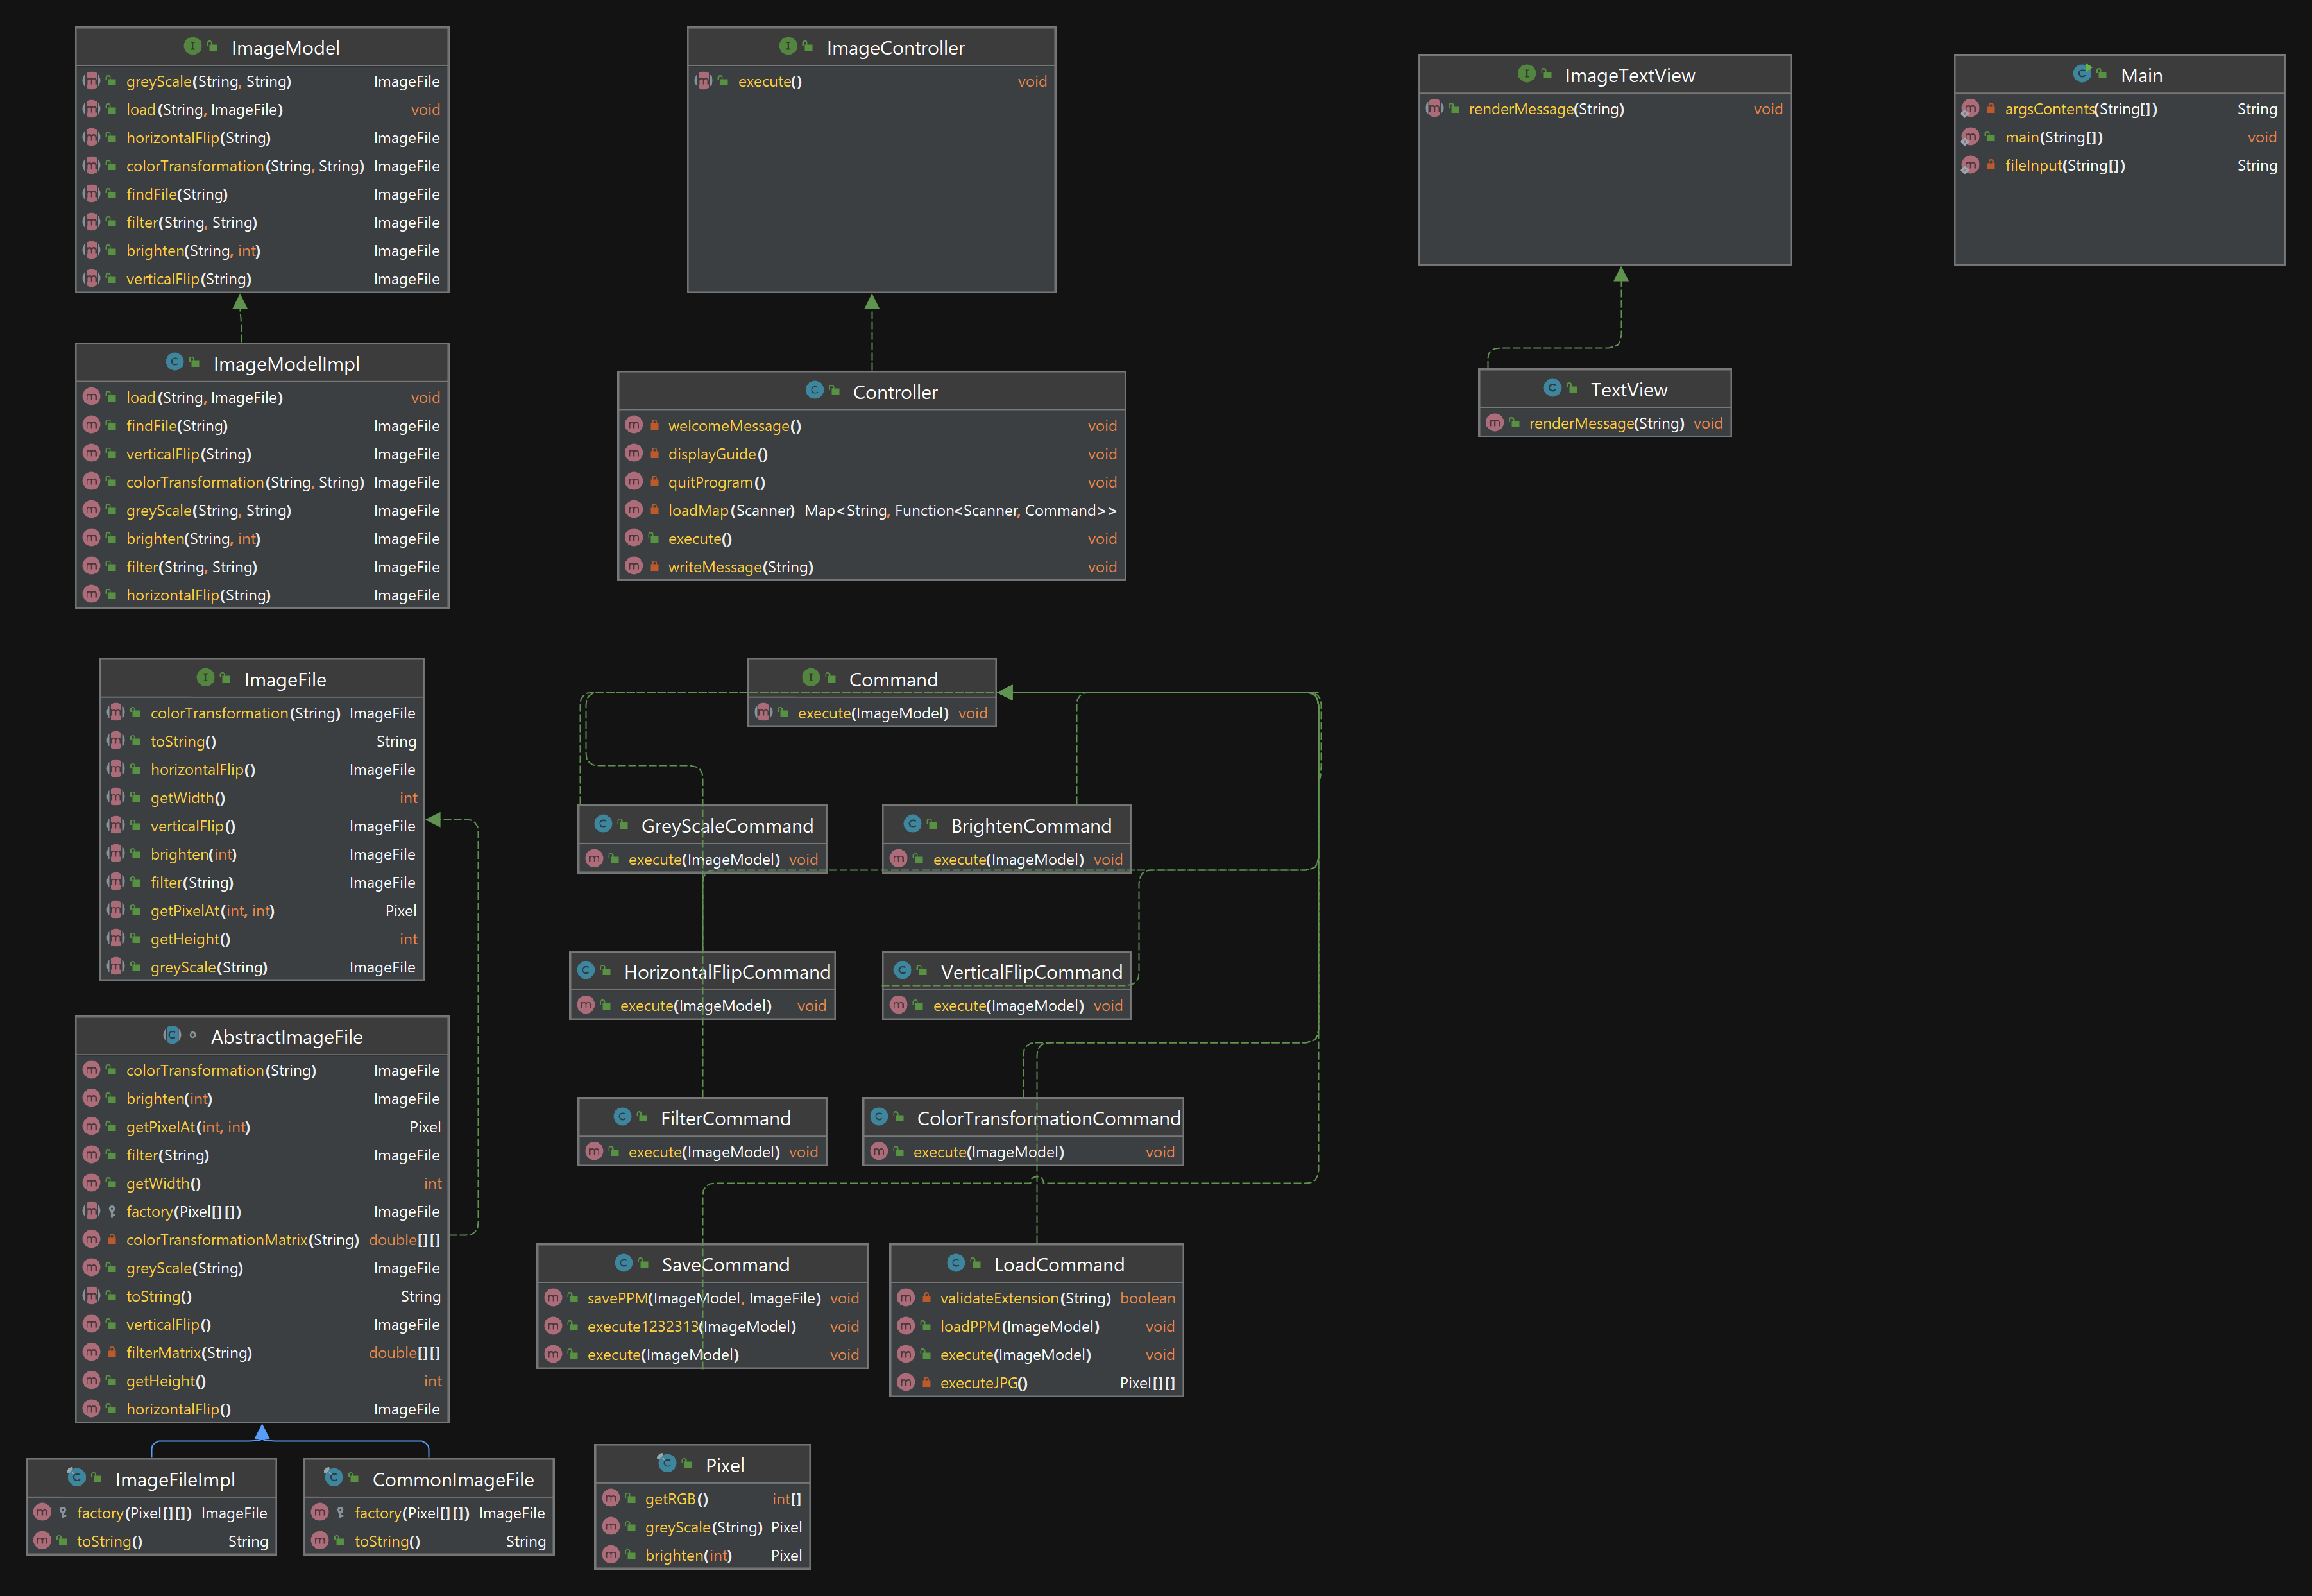 ImageModel
greyScale(String, String) ImageFile
load(String, ImageFile) void
horizontalFlip(String) ImageFile
colorTransformation(String, String) ImageFile
findFile(String) ImageFile
filter(String, String) ImageFile
brighten(String, int) ImageFile
verticalFlip(String) ImageFile
ImageController
execute() void
ImageTextView
renderMessage(String) void
Main
argsContents(String[]) String
main(String[]) void
fileInput(String[]) String
ImageModelImpl
load(String, ImageFile) void
findFile(String) ImageFile
verticalFlip(String) ImageFile
colorTransformation(String, String) ImageFile
greyScale(String, String) ImageFile
brighten(String, int) ImageFile
filter(String, String) ImageFile
horizontalFlip(String) ImageFile
Controller
welcomeMessage() void
displayGuide() void
quitProgram() void
loadMap(Scanner) Map<String, Function<Scanner, Command>>
execute() void
writeMessage(String) void
TextView
renderMessage(String) void
ImageFile
colorTransformation(String) ImageFile
toString() String
horizontalFlip() ImageFile
getWidth() int
verticalFlip() ImageFile
brighten(int) ImageFile
filter(String) ImageFile
getPixelAt(int, int) Pixel
getHeight() int
greyScale(String) ImageFile
Command
execute(ImageModel) void
GreyScaleCommand
execute(ImageModel) void
BrightenCommand
execute(ImageModel) void
HorizontalFlipCommand
execute(ImageModel) void
VerticalFlipCommand
execute(ImageModel) void
FilterCommand
execute(ImageModel) void
ColorTransformationCommand
execute(ImageModel) void
SaveCommand
savePPM(ImageModel, ImageFile) void
execute1232313(ImageModel) void
execute(ImageModel) void
LoadCommand
validateExtension(String) boolean
loadPPM(ImageModel) void
execute(ImageModel) void
executeJPG() Pixel[][]
AbstractImageFile
colorTransformation(String) ImageFile
brighten(int) ImageFile
getPixelAt(int, int) Pixel
filter(String) ImageFile
getWidth() int
factory(Pixel[][]) ImageFile
colorTransformationMatrix(String) double[][]
greyScale(String) ImageFile
toString() String
verticalFlip() ImageFile
filterMatrix(String) double[][]
getHeight() int
horizontalFlip() ImageFile
ImageFileImpl
factory(Pixel[][]) ImageFile
toString() String
CommonImageFile
factory(Pixel[][]) ImageFile
toString() String
Pixel
getRGB() int[]
greyScale(String) Pixel
brighten(int) Pixel